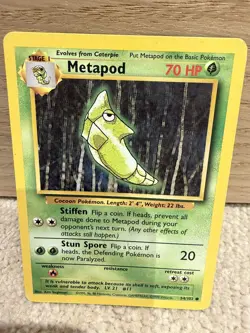 STAGE 1
Evolves from Caterpie
Put Metapod on the Basic Pokémon
Metapod
70 HP
Cocoon Pokémon. Length: 2' 4", Weight: 22 lbs.
Stiffen Flip a coin. If heads, prevent all
damage done to Metapod during your
opponent's next turn. (Any other effects
of attacks still happen.)
Stun Spore Flip a coin. If
heads, the Defending Pokémon is
now Paralyzed.
20
weakness
resistance
retreat cost
LV. 21 #11